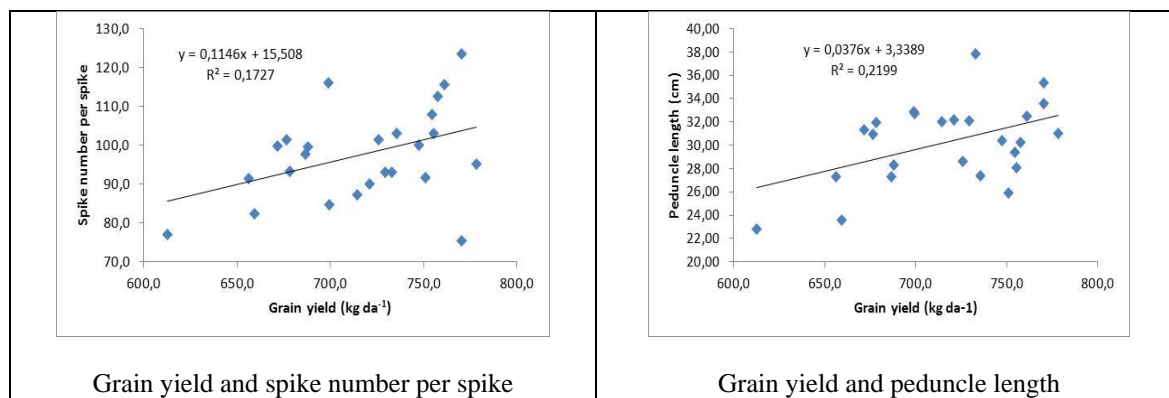 130,0
120,0
110,0
100,0
90,0
80,0
70,0
Spike number per spike
y = 0,1146x + 15,508
R² = 0,1727
600,0 650,0 700,0 750,0 800,0
Grain yield (kg da⁻¹)
Grain yield and spike number per spike
40,00
38,00
36,00
34,00
32,00
30,00
28,00
26,00
24,00
22,00
20,00
Peduncle length (cm)
y = 0,0376x + 3,3389
R² = 0,2199
600,0 650,0 700,0 750,0 800,0
Grain yield (kg da-1)
Grain yield and peduncle length